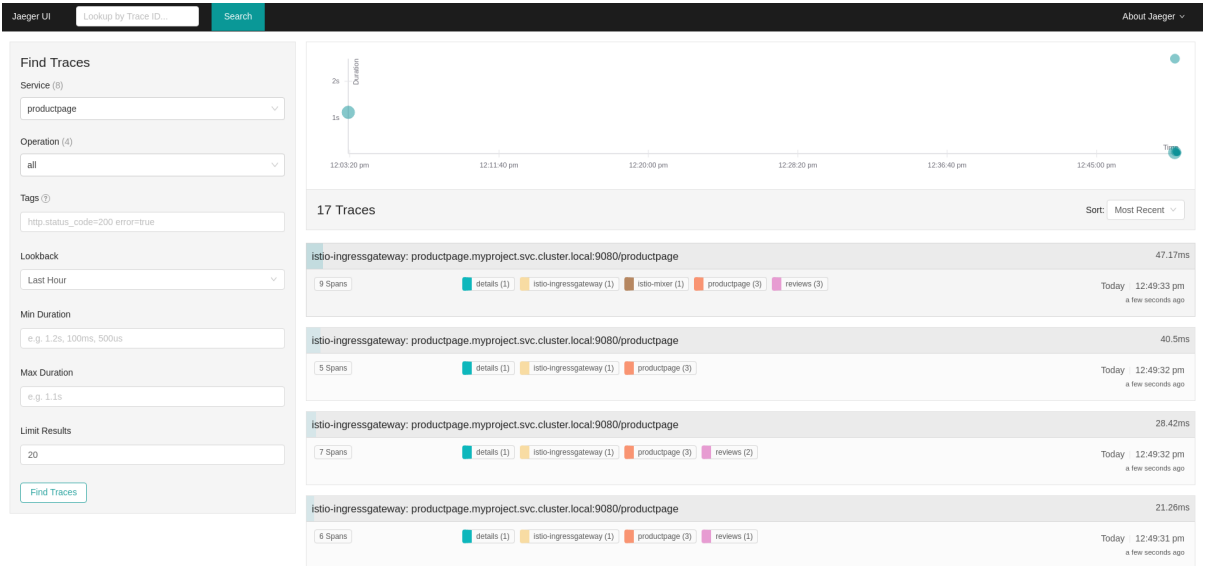 Jaeger UI Lookup by Trace ID... Search About Jaeger
Find Traces
Service (8)
productpage
Operation (4)
all
Tags ?
http.status_code=200 error=true
Lookback
Last Hour
Min Duration
e.g. 1.2s, 100ms, 500us
Max Duration
e.g. 1.1s
Limit Results
20
Find Traces
Duration
2s
1s
Time
12:03:20 pm 12:11:40 pm 12:20:00 pm 12:28:20 pm 12:36:40 pm 12:45:00 pm
17 Traces Sort: Most Recent
istio-ingressgateway: productpage.myproject.svc.cluster.local:9080/productpage 47.17ms
9 Spans details (1) istio-ingressgateway (1) istio-mixer (1) productpage (3) reviews (3) Today 12:49:33 pm
a few seconds ago
istio-ingressgateway: productpage.myproject.svc.cluster.local:9080/productpage 40.5ms
5 Spans details (1) istio-ingressgateway (1) productpage (3) Today 12:49:32 pm
a few seconds ago
istio-ingressgateway: productpage.myproject.svc.cluster.local:9080/productpage 28.42ms
7 Spans details (1) istio-ingressgateway (1) productpage (3) reviews (2) Today 12:49:32 pm
a few seconds ago
istio-ingressgateway: productpage.myproject.svc.cluster.local:9080/productpage 21.26ms
6 Spans details (1) istio-ingressgateway (1) productpage (3) reviews (1) Today 12:49:31 pm
a few seconds ago